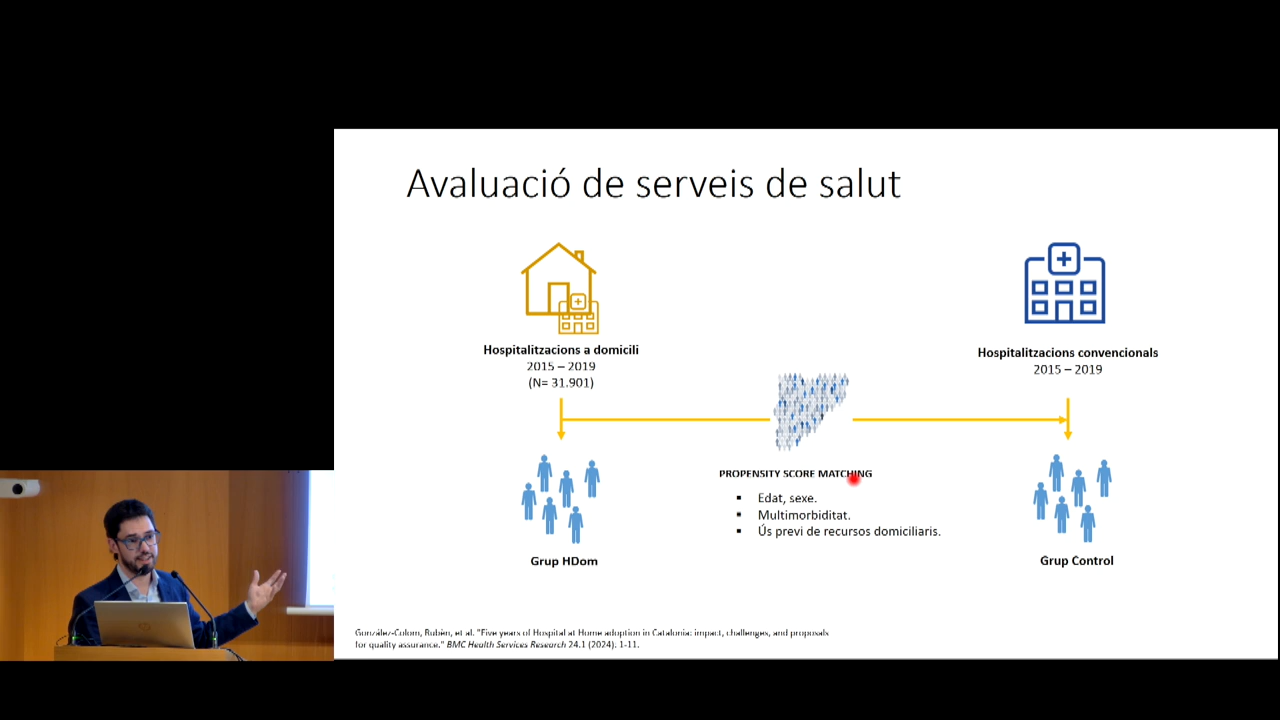 Avaluació de serveis de salut
Hospitalitzacions a domicili
2015 – 2019
(N= 31.901)
Hospitalitzacions convencionals
2015 – 2019
PROPENSITY SCORE MATCHING
▪ Edat, sexe.
▪ Multimorbiditat.
▪ Ús previ de recursos domiciliaris.
Grup HDom
Grup Control
González-Colom, Rubèn, et al. "Five years of Hospital at Home adoption in Catalonia: impact, challenges, and proposals
for quality assurance." BMC Health Services Research 24.1 (2024): 1-11.